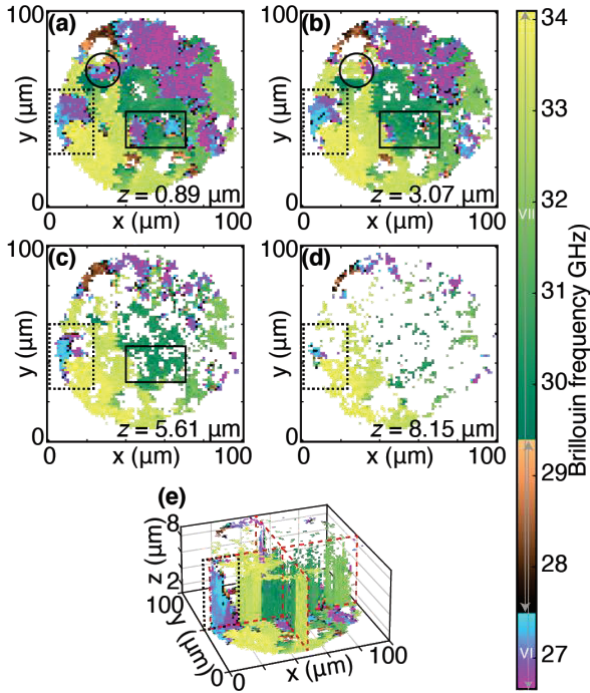 (a)
100
y (µm)
0
z = 0.89 µm
0
x (µm)
100
(b)
100
y (µm)
0
z = 3.07 µm
0
x (µm)
100
(c)
100
y (µm)
0
z = 5.61 µm
0
x (µm)
100
(d)
100
y (µm)
0
z = 8.15 µm
0
x (µm)
100
(e)
8
z (µm)
2
100
y (µm)
0
0
x (µm)
100
34
33
32
VII
31
30
29
28
27
VI
Brillouin frequency GHz